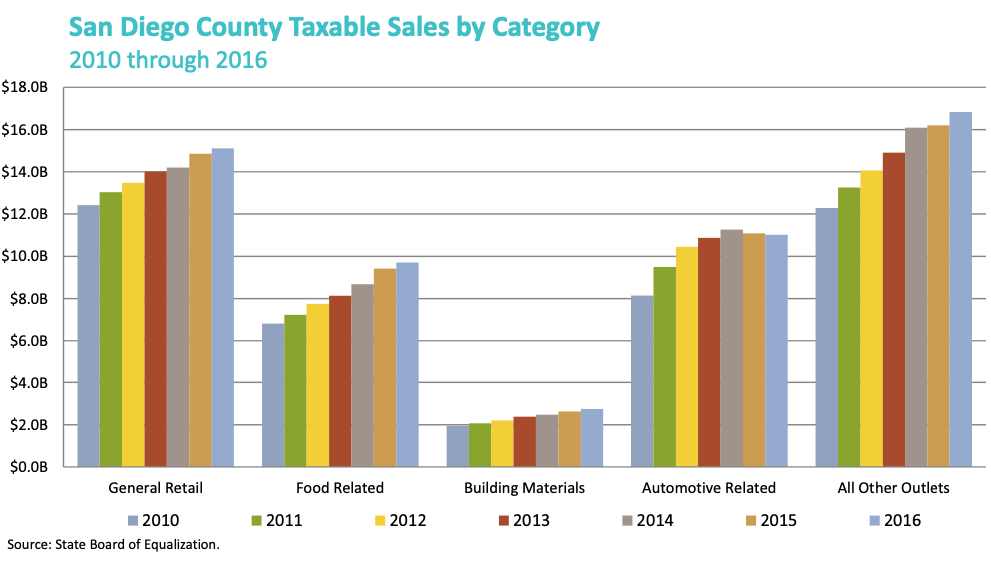 San Diego County Taxable Sales by Category
2010 through 2016
$18.0B
$16.0B
$14.0B
$12.0B
$10.0B
$8.0B
$6.0B
$4.0B
$2.0B
$0.0B
General Retail Food Related Building Materials Automotive Related All Other Outlets
2010 2011 2012 2013 2014 2015 2016
Source: State Board of Equalization.